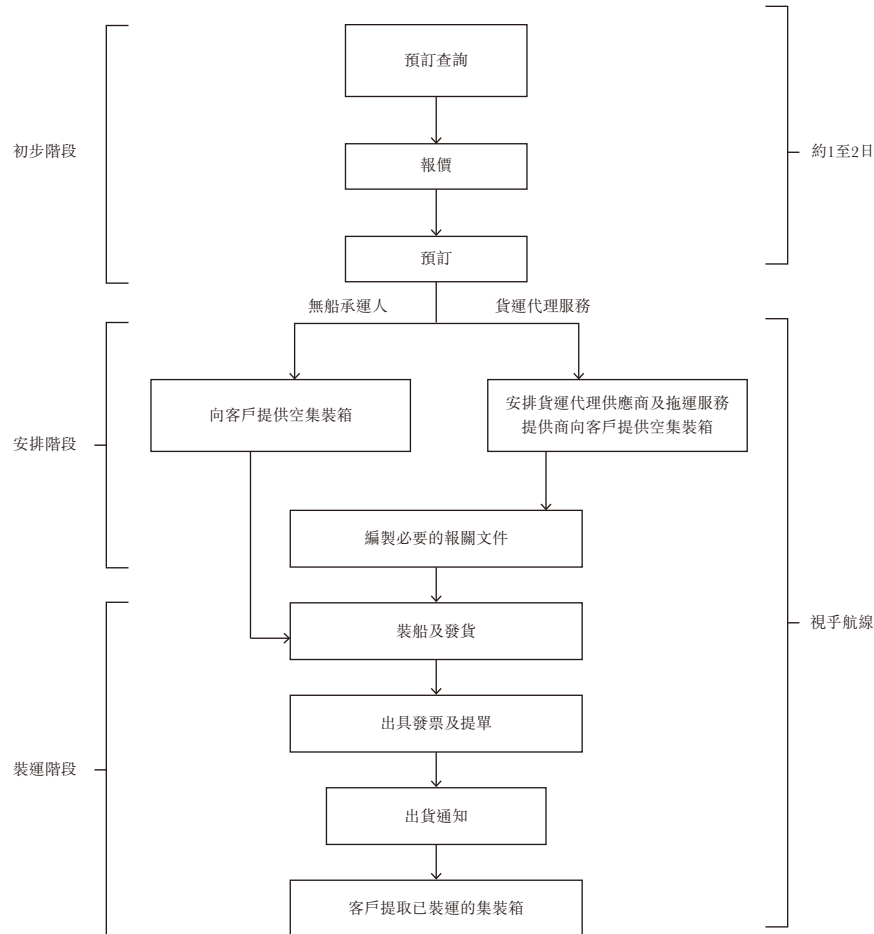 預訂查詢
初步階段
約1至2日
報價
預訂
無船承運人
貨運代理服務
向客戶提供空集裝箱
安排貨運代理供應商及拖運服務
提供商向客戶提供空集裝箱
安排階段
編製必要的報關文件
裝船及發貨
視乎航線
出具發票及提單
裝運階段
出貨通知
客戶提取已裝運的集裝箱